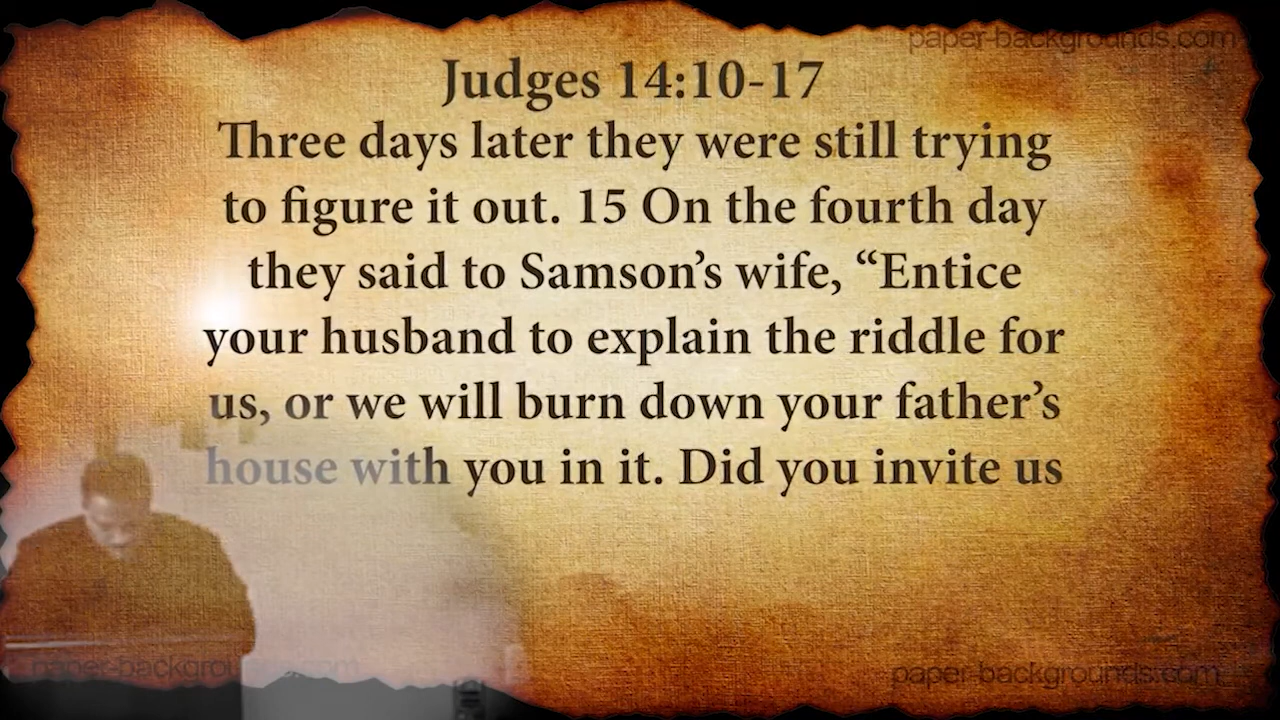 paper-backgrounds.com
Judges 14:10-17
Three days later they were still trying
to figure it out. 15 On the fourth day
they said to Samson’s wife, “Entice
your husband to explain the riddle for
us, or we will burn down your father’s
house with you in it. Did you invite us
paper-backgrounds.com
paper-backgrounds.com